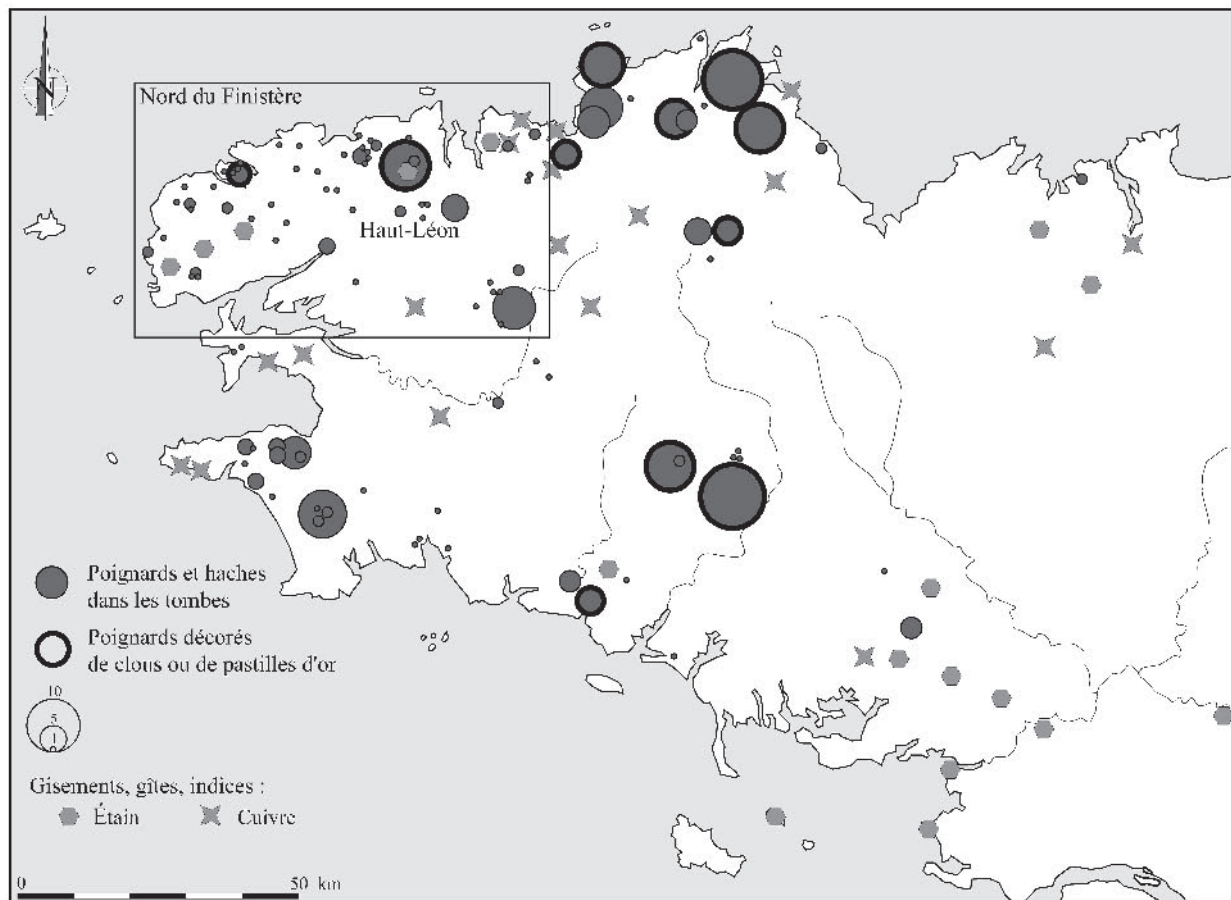 N
Nord du Finistère
Haut-Léon
Poignards et haches
dans les tombes
Poignards décorés
de clous ou de pastilles d'or
10
5
1
Gisements, gîtes, indices :
Étain
Cuivre
0
50 km